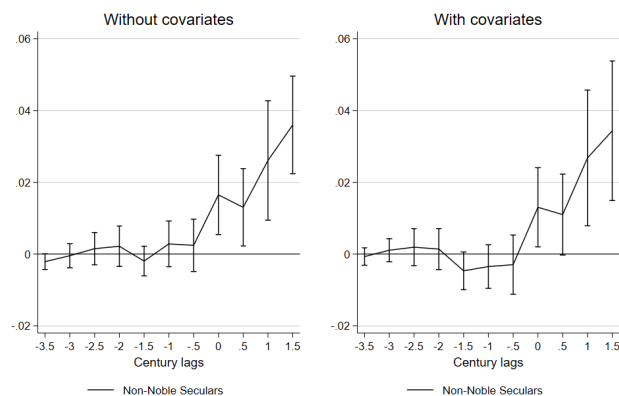 Without covariates
.06
.04
.02
0
-.02
-3.5 -3 -2.5 -2 -1.5 -1 -.5 0 .5 1 1.5
Century lags
Non-Noble Seculars
With covariates
.06
.04
.02
0
-.02
-3.5 -3 -2.5 -2 -1.5 -1 -.5 0 .5 1 1.5
Century lags
Non-Noble Seculars